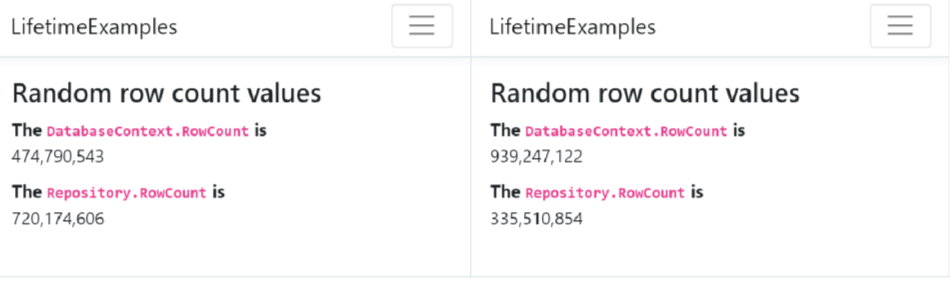 LifetimeExamples
Random row count values
The DatabaseContext.RowCount is
474,790,543
The Repository.RowCount is
720,174,606
LifetimeExamples
Random row count values
The DatabaseContext.RowCount is
939,247,122
The Repository.RowCount is
335,510,854